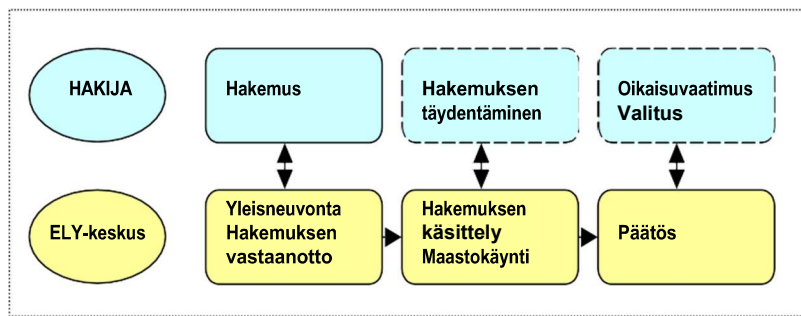 HAKIJA
Hakemus
Hakemuksen
täydentäminen
Oikaisuvaatimus
Valitus
ELY-keskus
Yleisneuvonta
Hakemuksen
vastaanotto
Hakemuksen
käsittely
Maastokäynti
Päätös